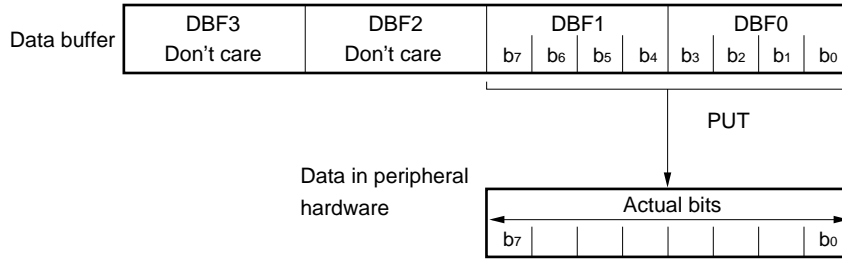 DBF3 DBF2 DBF1 DBF0
Data buffer Don't care Don't care b7 b6 b5 b4 b3 b2 b1 b0
PUT
Data in peripheral
hardware
Actual bits
b7 b0